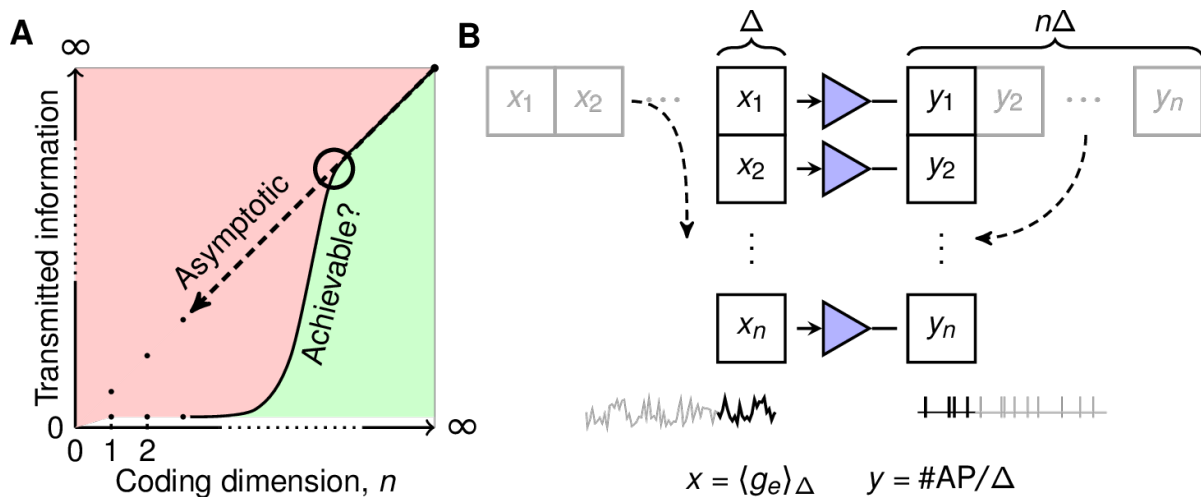 A
∞
Transmitted information
Asymptotic
Achievable?
0
0 1 2
∞
Coding dimension, n
B
Δ
nΔ
x₁ x₂ ···
x₁
y₁ y₂ ··· yₙ
x₂
y₂
⋮ ⋮
xₙ
yₙ
x = ⟨gₑ⟩Δ
y = #AP/Δ